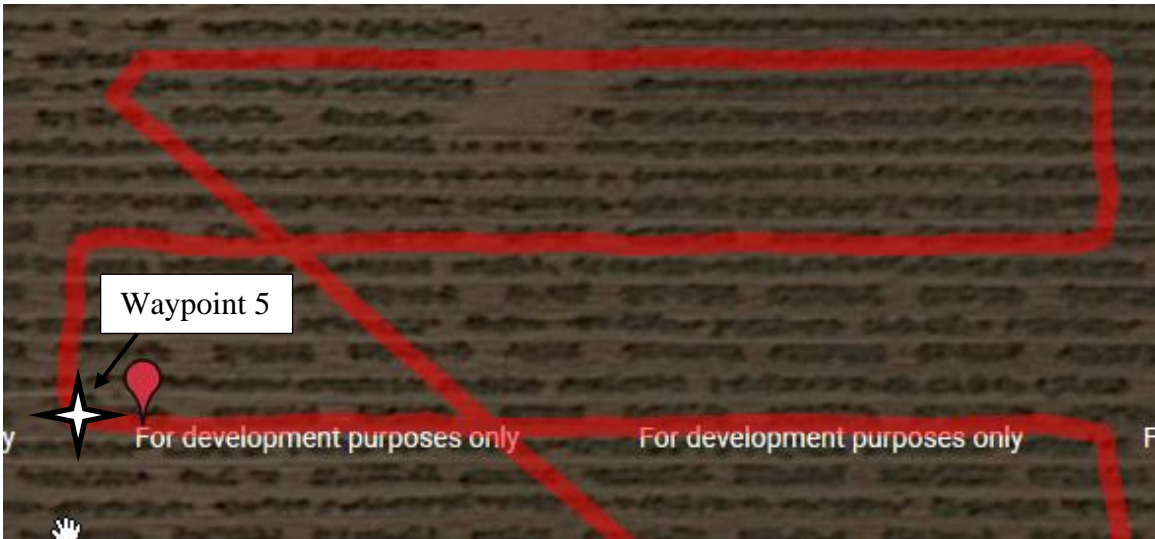 Waypoint 5
y
For development purposes only
For development purposes only
F